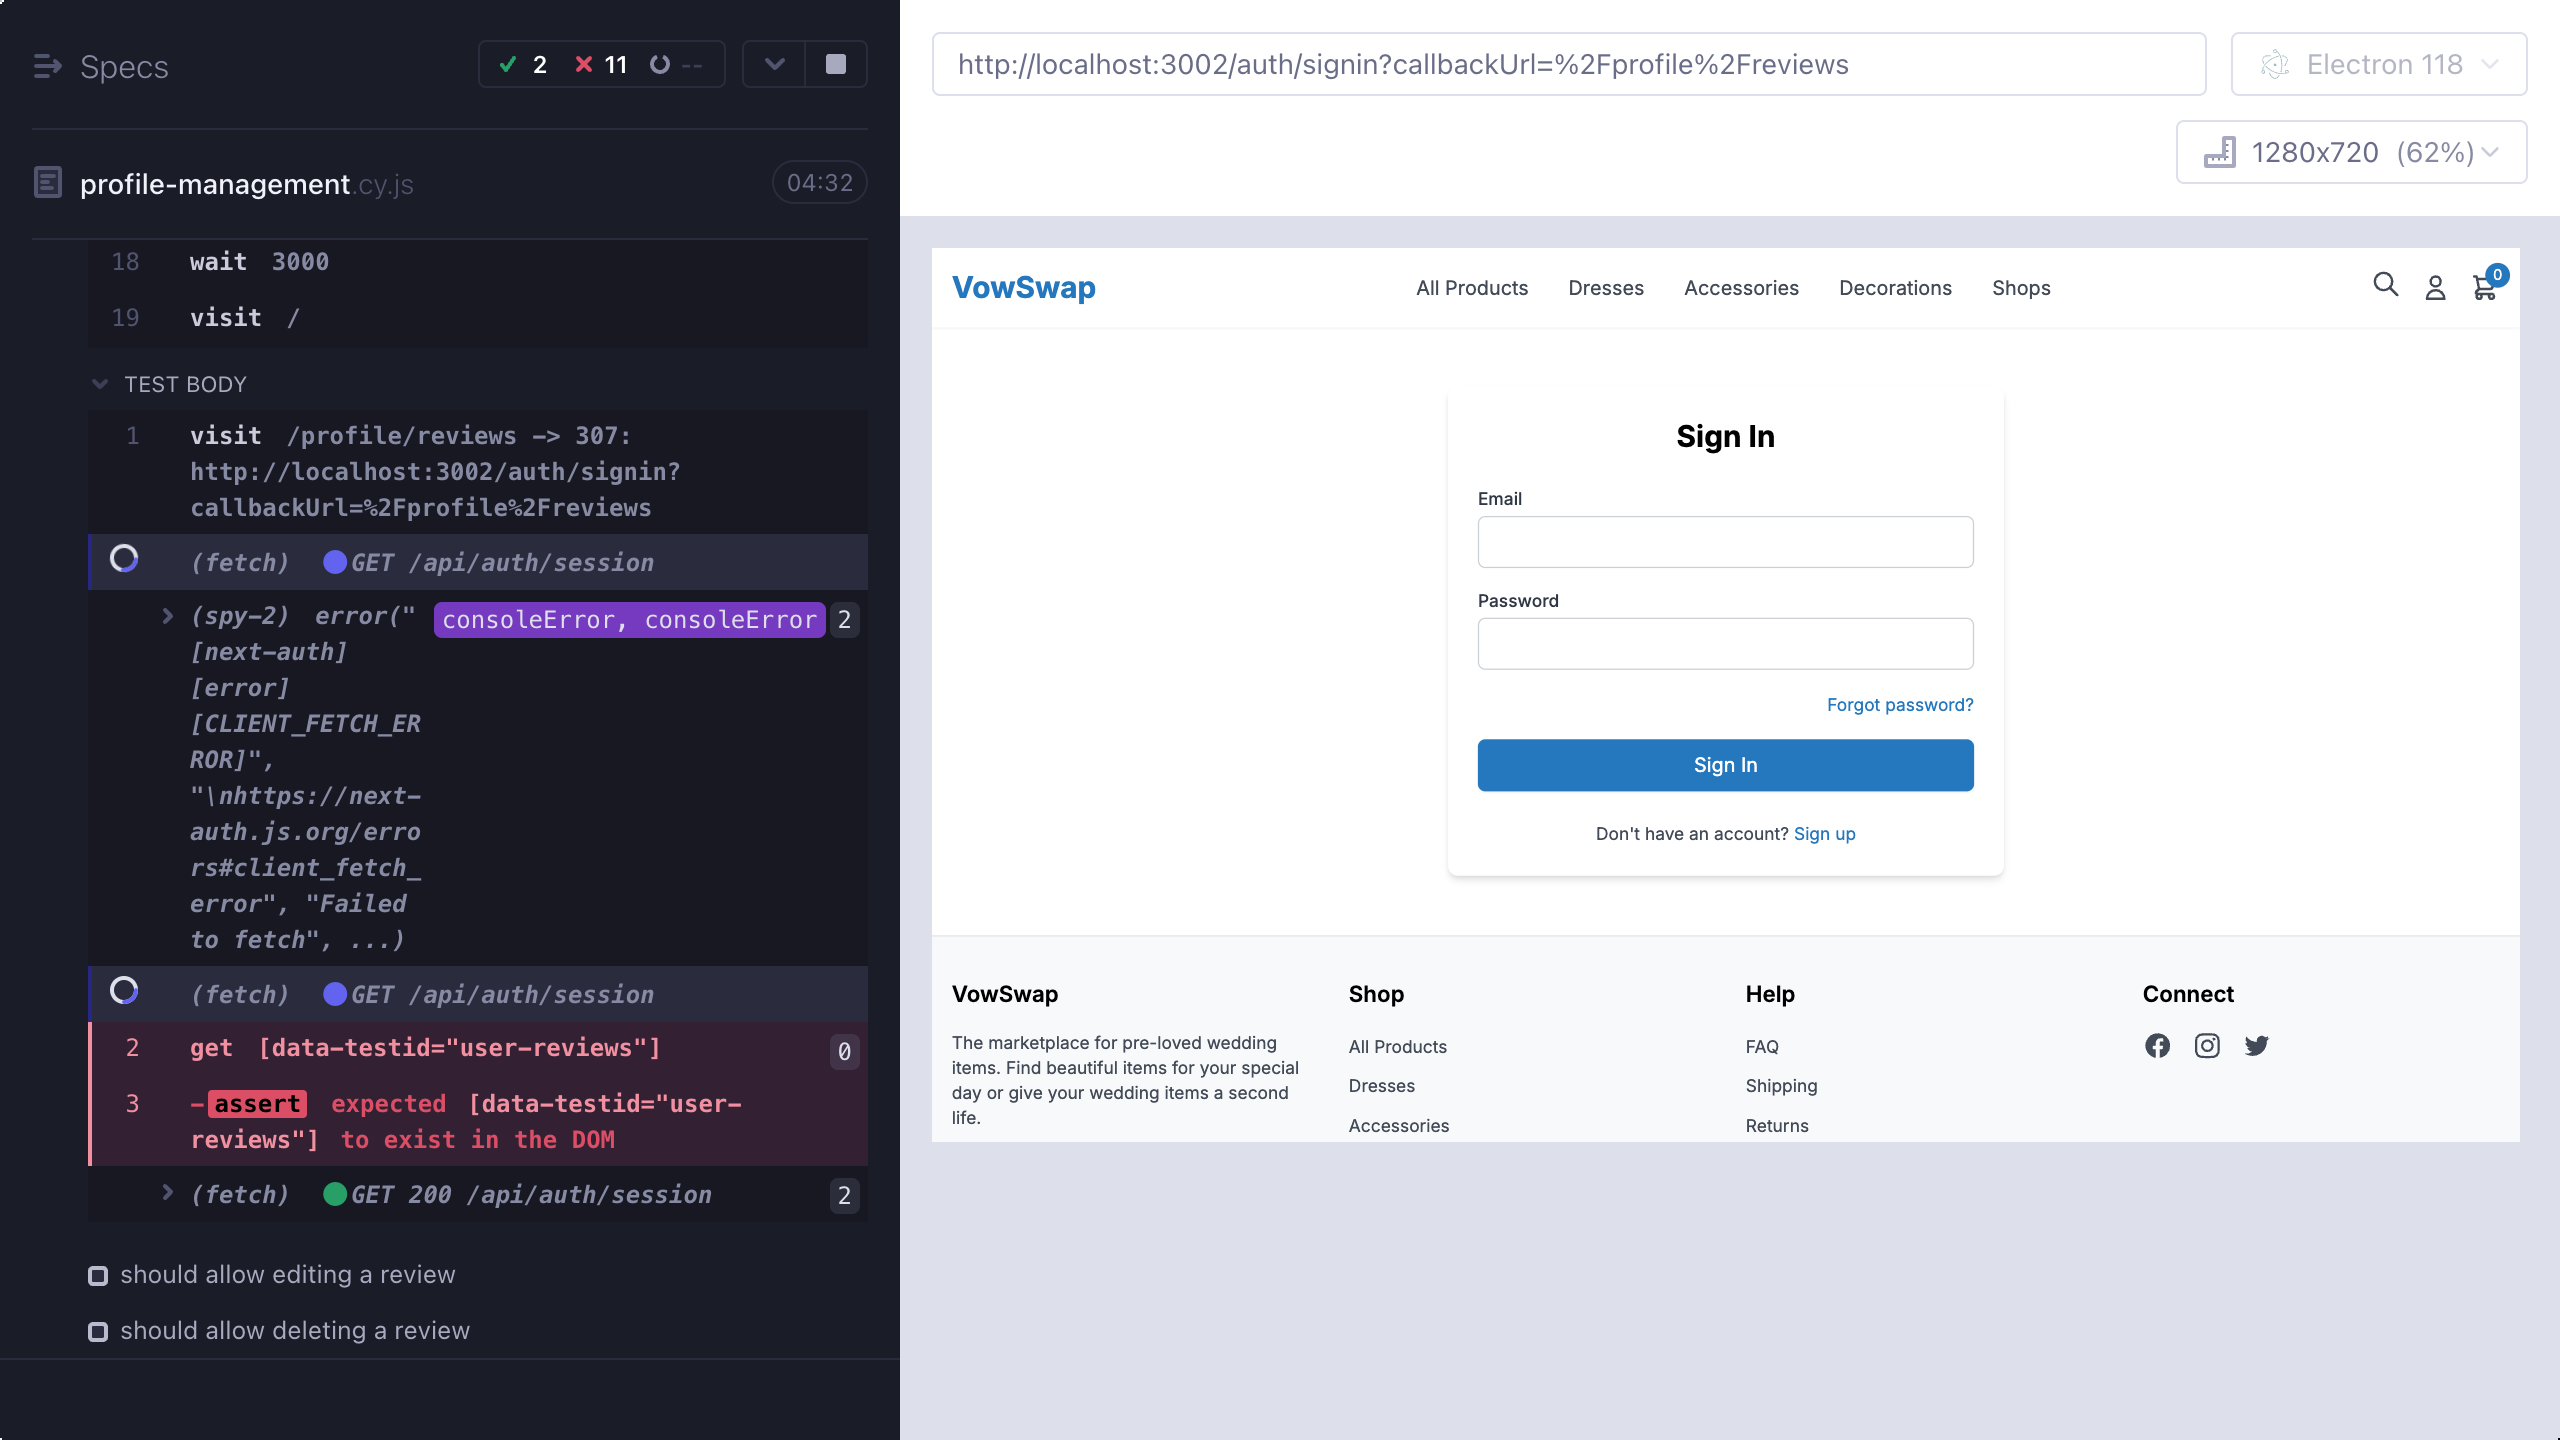 Specs
2 11 --
profile-management.cy.js
04:32
18 wait 3000
19 visit /
TEST BODY
1 visit /profile/reviews -> 307:
http://localhost:3002/auth/signin?
callbackUrl=%2Fprofile%2Freviews
(fetch) GET /api/auth/session
(spy-2) error(" consoleError, consoleError 2
[next-auth]
[error]
[CLIENT_FETCH_ER
ROR]",
"\nhttps://next-
auth.js.org/erro
rs#client_fetch_
error", "Failed
to fetch", ...)
(fetch) GET /api/auth/session
2 get [data-testid="user-reviews"] 0
3 -assert expected [data-testid="user-
reviews"] to exist in the DOM
(fetch) GET 200 /api/auth/session 2
should allow editing a review
should allow deleting a review
http://localhost:3002/auth/signin?callbackUrl=%2Fprofile%2Freviews
Electron 118
1280x720 (62%)
VowSwap
All Products Dresses Accessories Decorations Shops
0
Sign In
Email
Password
Forgot password?
Sign In
Don't have an account? Sign up
VowSwap
The marketplace for pre-loved wedding
items. Find beautiful items for your special
day or give your wedding items a second
life.
Shop
All Products
Dresses
Accessories
Help
FAQ
Shipping
Returns
Connect